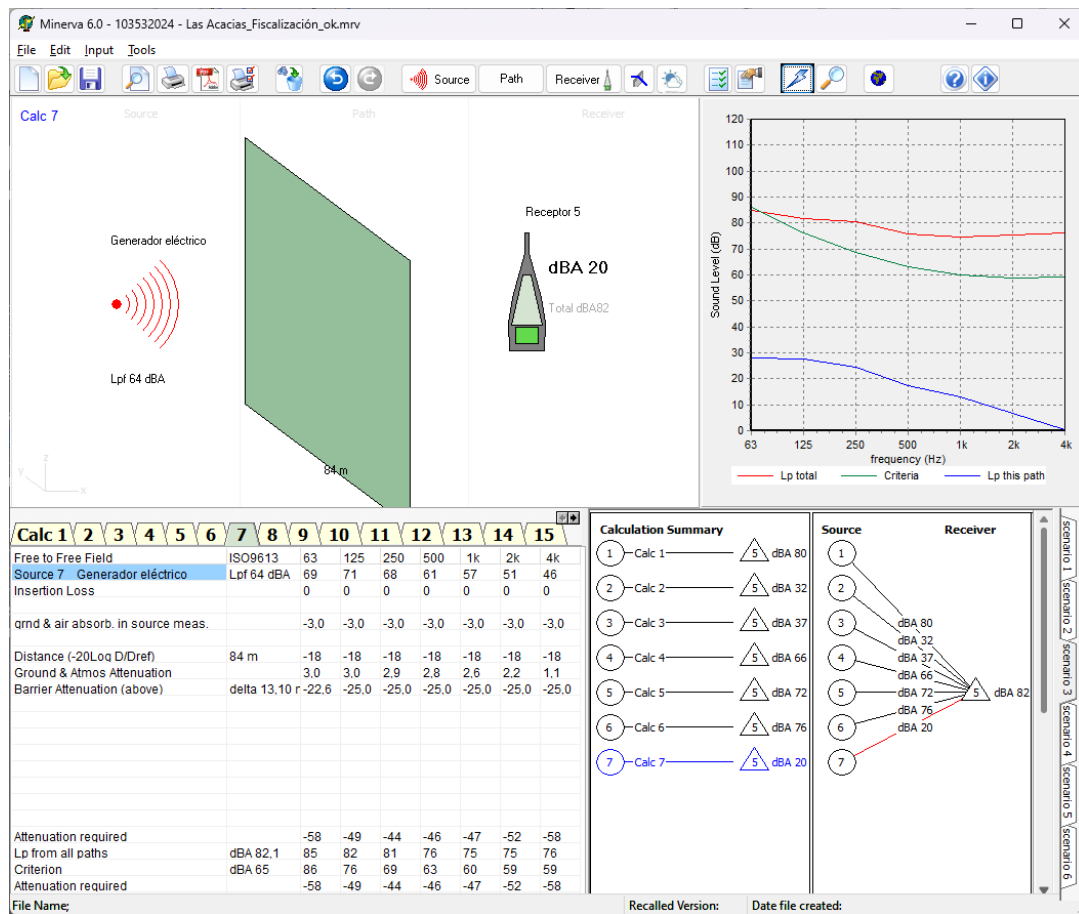 Minerva 6.0 - 103532024 - Las Acacias_Fiscalización_ok.mrv
File Edit Input Tools
Source Path Receiver
Calc 7 Source Path Receiver
Generador eléctrico
Lpf 64 dBA
84 m
z
y
x
Receptor 5
dBA 20
Total dBA82
120
110
100
90
80
70
60
50
40
30
20
10
0
Sound Level (dB)
63 125 250 500 1k 2k 4k
frequency (Hz)
Lp total Criteria Lp this path
Calc 1 2 3 4 5 6 7 8 9 10 11 12 13 14 15
Free to Free Field ISO9613 63 125 250 500 1k 2k 4k
Source 7 Generador eléctrico Lpf 64 dBA 69 71 68 61 57 51 46
Insertion Loss 0 0 0 0 0 0 0
grnd & air absorb. in source meas. -3,0 -3,0 -3,0 -3,0 -3,0 -3,0 -3,0
Distance (-20Log D/Dref) 84 m -18 -18 -18 -18 -18 -18 -18
Ground & Atmos Attenuation 3,0 3,0 2,9 2,8 2,6 2,2 1,1
Barrier Attenuation (above) delta 13,10 r -22,6 -25,0 -25,0 -25,0 -25,0 -25,0 -25,0
Attenuation required -58 -49 -44 -46 -47 -52 -58
Lp from all paths dBA 82,1 85 82 81 76 75 75 76
Criterion dBA 65 86 76 69 63 60 59 59
Attenuation required -58 -49 -44 -46 -47 -52 -58
Calculation Summary
1 Calc 1 5 dBA 80
2 Calc 2 5 dBA 32
3 Calc 3 5 dBA 37
4 Calc 4 5 dBA 66
5 Calc 5 5 dBA 72
6 Calc 6 5 dBA 76
7 Calc 7 5 dBA 20
Source Receiver
1
2
3 dBA 80
dBA 32
4 dBA 37
dBA 66
5 dBA 72 5 dBA 82
dBA 76
6 dBA 20
7
scenario 1
scenario 2
scenario 3
scenario 4
scenario 5
scenario 6
File Name; Recalled Version: Date file created: